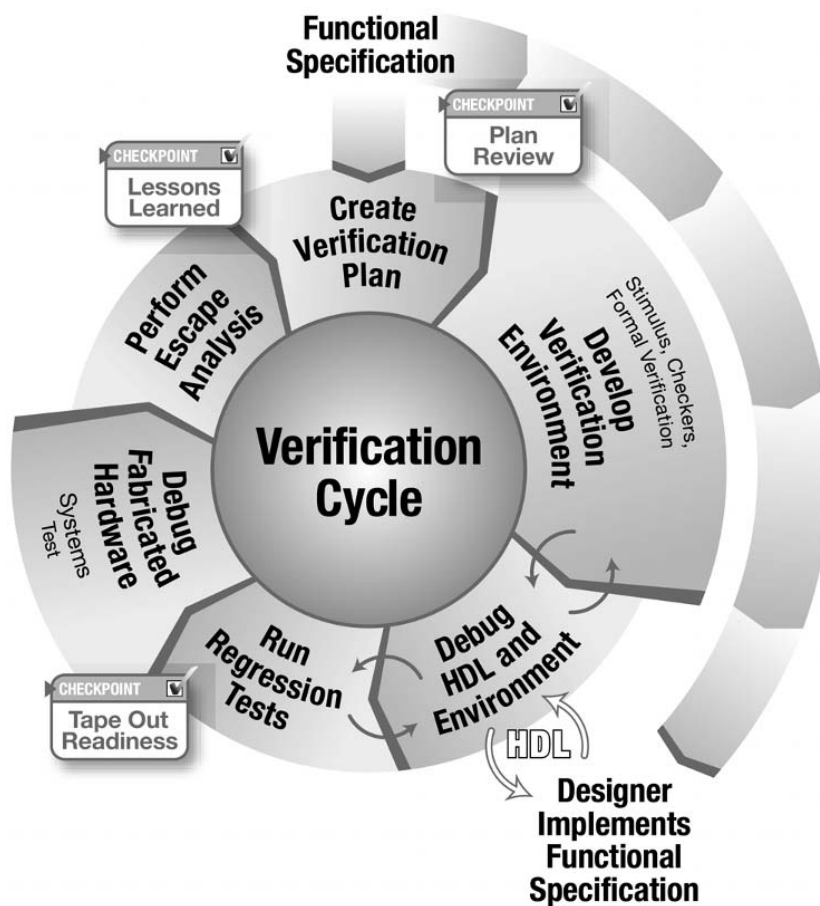 Functional
Specification
CHECKPOINT
Plan
Review
CHECKPOINT
Lessons
Learned
Create
Verification
Plan
Develop
Verification
Environment
Stimulus, Checkers,
Formal Verification
Perform
Escape
Analysis
Verification
Cycle
Debug
Fabricated
Hardware
Systems
Test
Debug
HDL and
Environment
Run
Regression
Tests
CHECKPOINT
Tape Out
Readiness
HDL
Designer
Implements
Functional
Specification